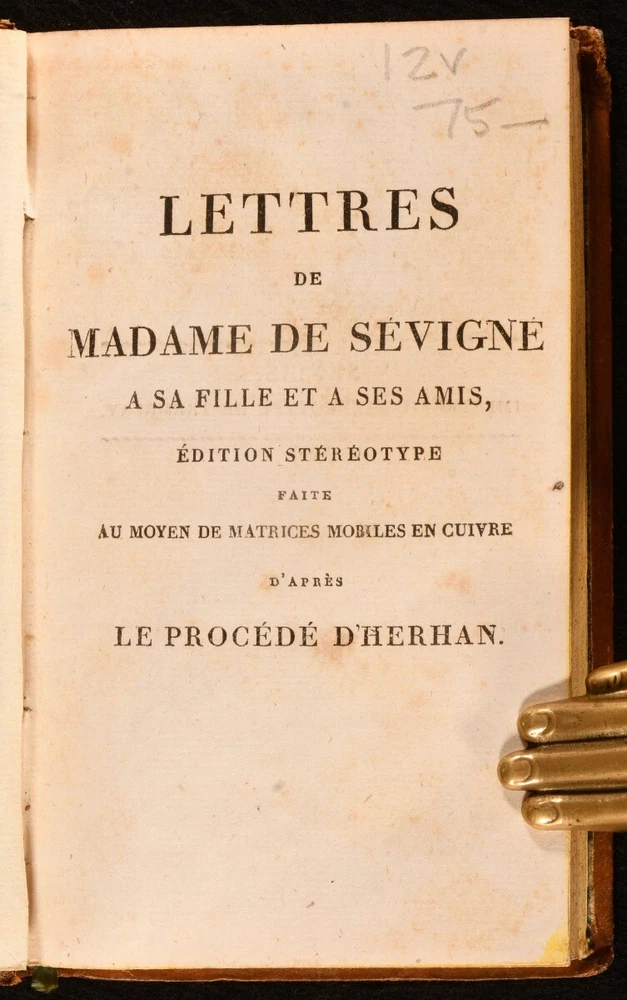 12v
75—
LETTRES
DE
MADAME DE SÉVIGNÉ
A SA FILLE ET A SES AMIS,
ÉDITION STÉRÉOTYPE
FAITE
AU MOYEN DE MATRICES MOBILES EN CUIVRE
D'APRÈS
LE PROCÉDÉ D'HERHAN.